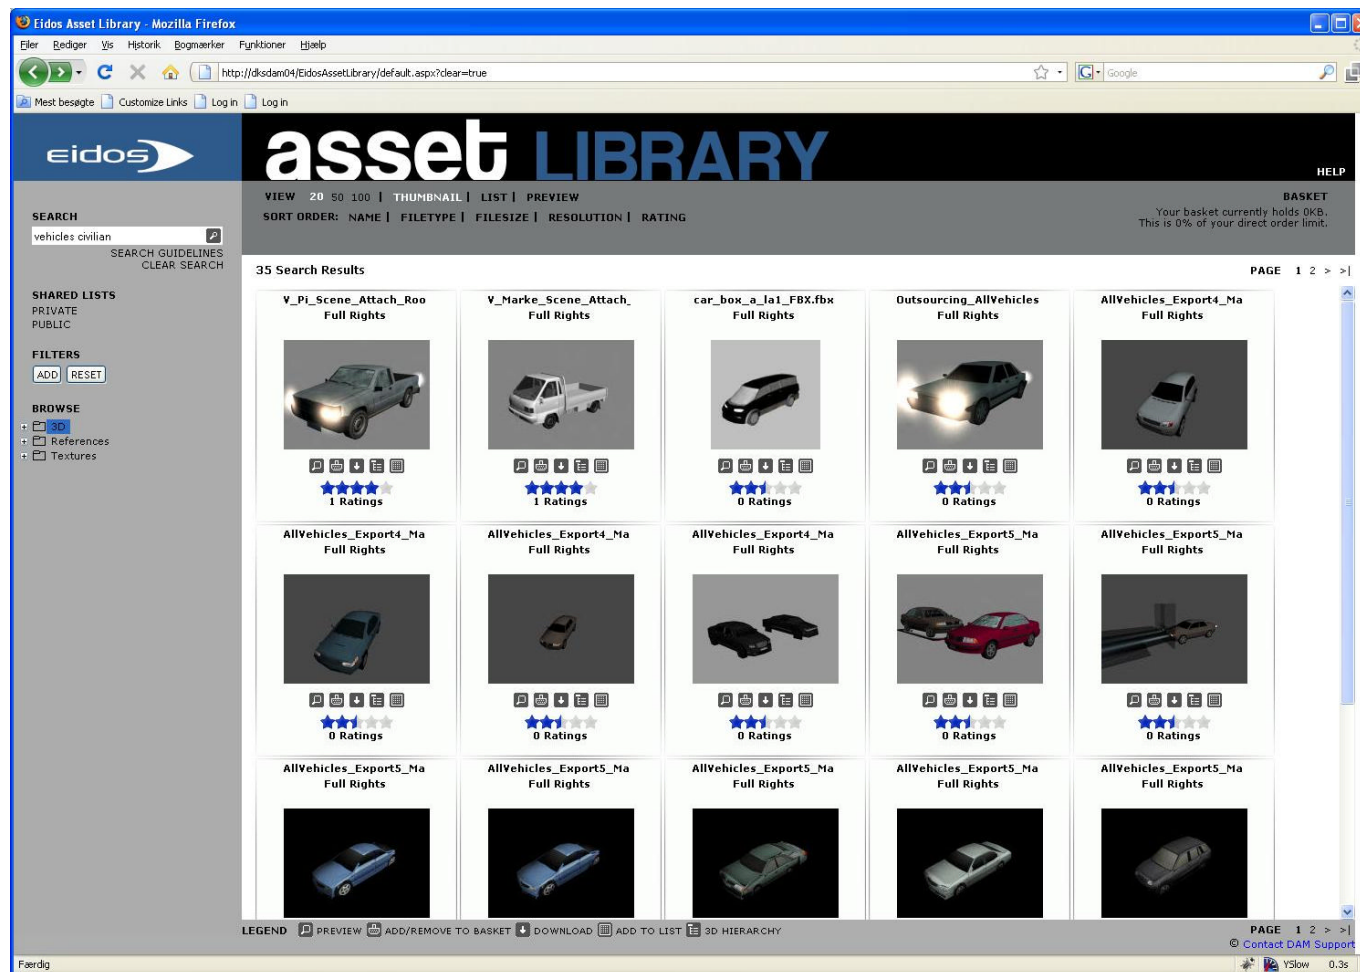 Eidos Asset Library - Mozilla Firefox
Filer Rediger Vis Historik Bogmærker Funktioner Hjælp
http://dksdam04/EidosAssetLibrary/default.aspx?clear=true
Google
Mest besøgte Customize Links Log in Log in
eidos
asset LIBRARY
HELP
VIEW 20 50 100 | THUMBNAIL | LIST | PREVIEW
SORT ORDER: NAME | FILETYPE | FILESIZE | RESOLUTION | RATING
BASKET
Your basket currently holds 0KB.
This is 0% of your direct order limit.
SEARCH
vehicles civilian
SEARCH GUIDELINES
CLEAR SEARCH
SHARED LISTS
PRIVATE
PUBLIC
FILTERS
ADD RESET
BROWSE
3D
References
Textures
35 Search Results
PAGE 1 2 > >|
V_Pi_Scene_Attach_Roo V_Marke_Scene_Attach_ car_box_a_la1_FBX.fbx Outsourcing_AllVehicles AllVehicles_Export4_Ma
Full Rights Full Rights Full Rights Full Rights Full Rights
1 Ratings 1 Ratings 0 Ratings 0 Ratings 0 Ratings
AllVehicles_Export4_Ma AllVehicles_Export4_Ma AllVehicles_Export4_Ma AllVehicles_Export5_Ma AllVehicles_Export5_Ma
Full Rights Full Rights Full Rights Full Rights Full Rights
0 Ratings 0 Ratings 0 Ratings 0 Ratings 0 Ratings
AllVehicles_Export5_Ma AllVehicles_Export5_Ma AllVehicles_Export5_Ma AllVehicles_Export5_Ma AllVehicles_Export5_Ma
Full Rights Full Rights Full Rights Full Rights Full Rights
LEGEND PREVIEW ADD/REMOVE TO BASKET DOWNLOAD ADD TO LIST 3D HIERARCHY
PAGE 1 2 > >|
© Contact DAM Support
Færdig
YSlow 0.3s